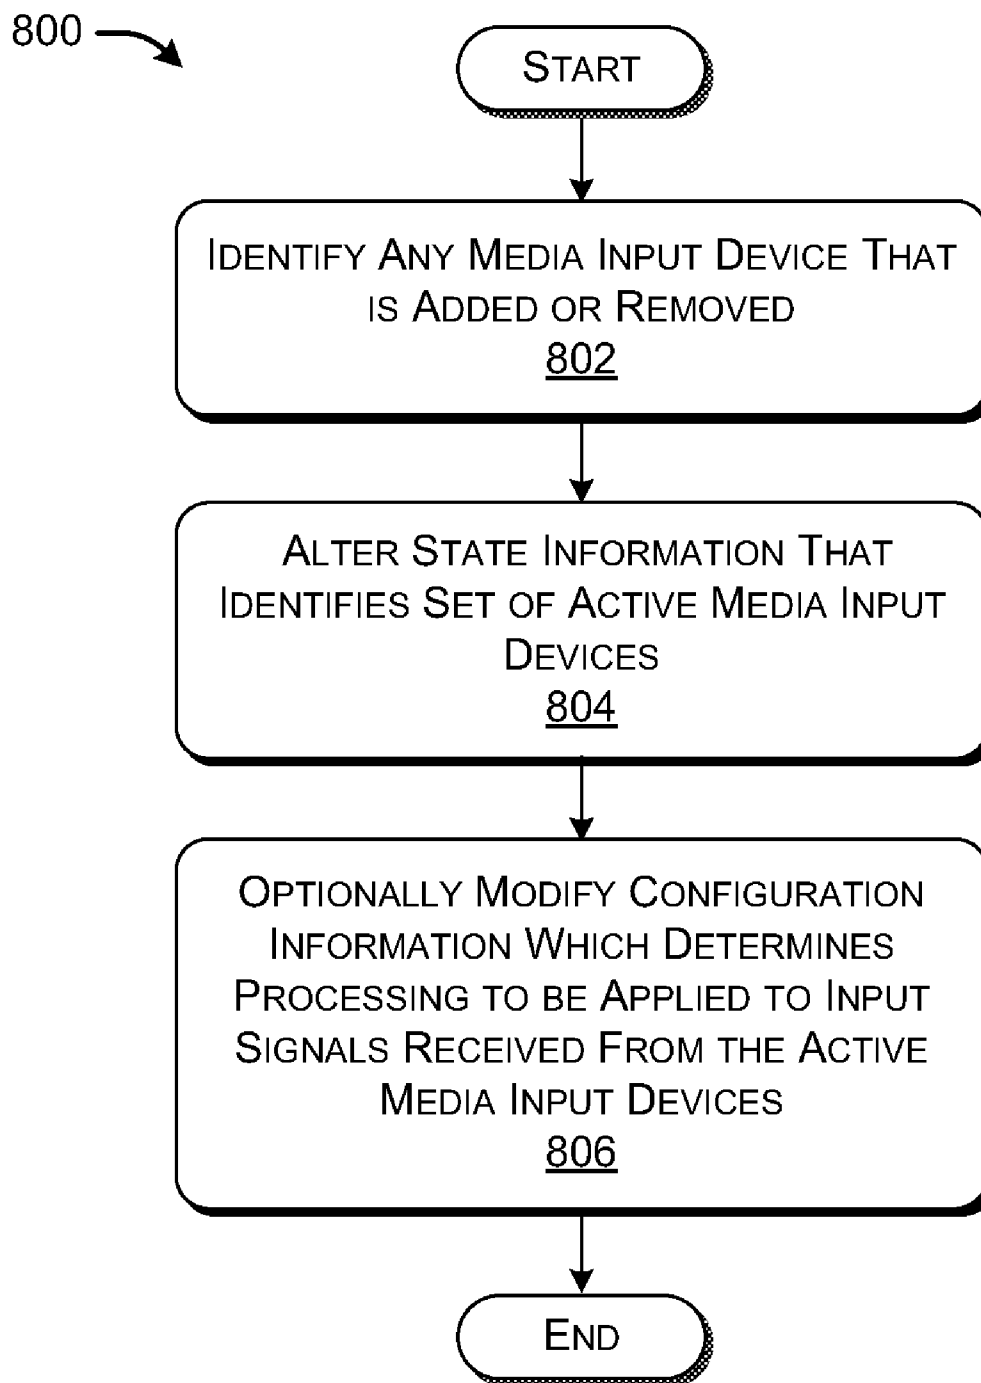 800
START
IDENTIFY ANY MEDIA INPUT DEVICE THAT
IS ADDED OR REMOVED
802
ALTER STATE INFORMATION THAT
IDENTIFIES SET OF ACTIVE MEDIA INPUT
DEVICES
804
OPTIONALLY MODIFY CONFIGURATION
INFORMATION WHICH DETERMINES
PROCESSING TO BE APPLIED TO INPUT
SIGNALS RECEIVED FROM THE ACTIVE
MEDIA INPUT DEVICES
806
END